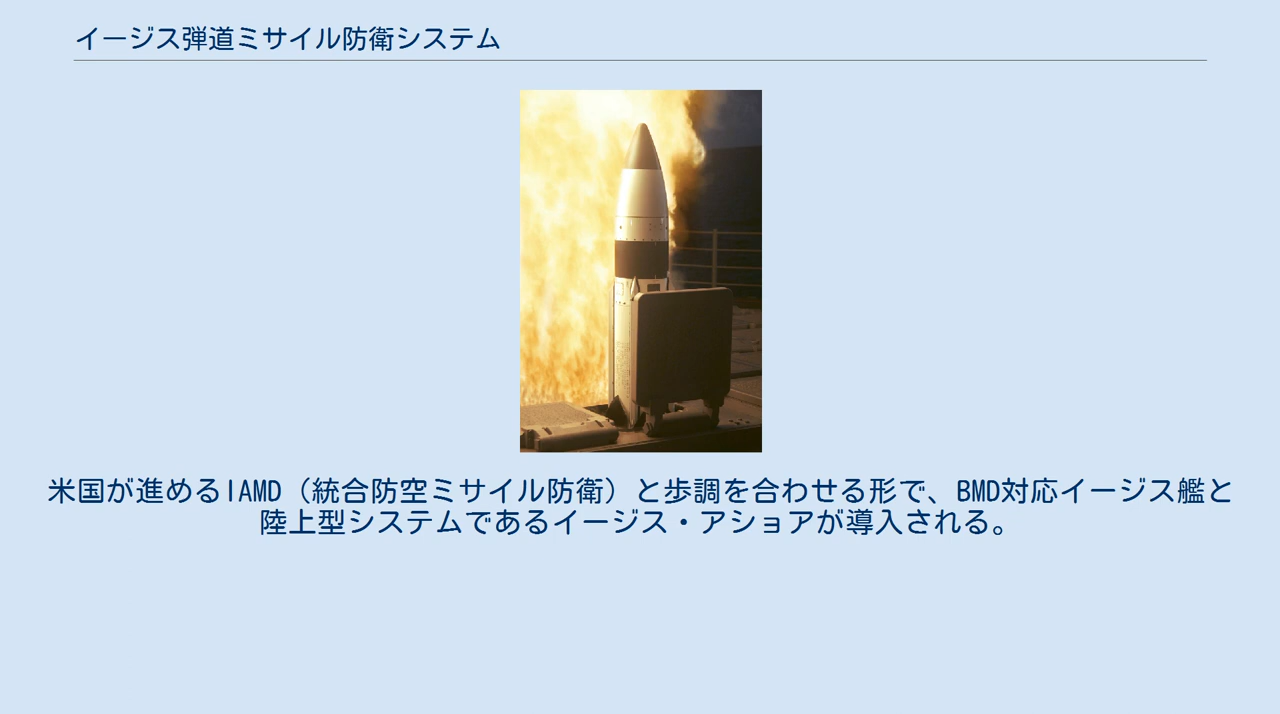 イージス弾道ミサイル防衛システム
米国が進めるIAMD（統合防空ミサイル防衛）と歩調を合わせる形で、BMD対応イージス艦と
陸上型システムであるイージス・アショアが導入される。